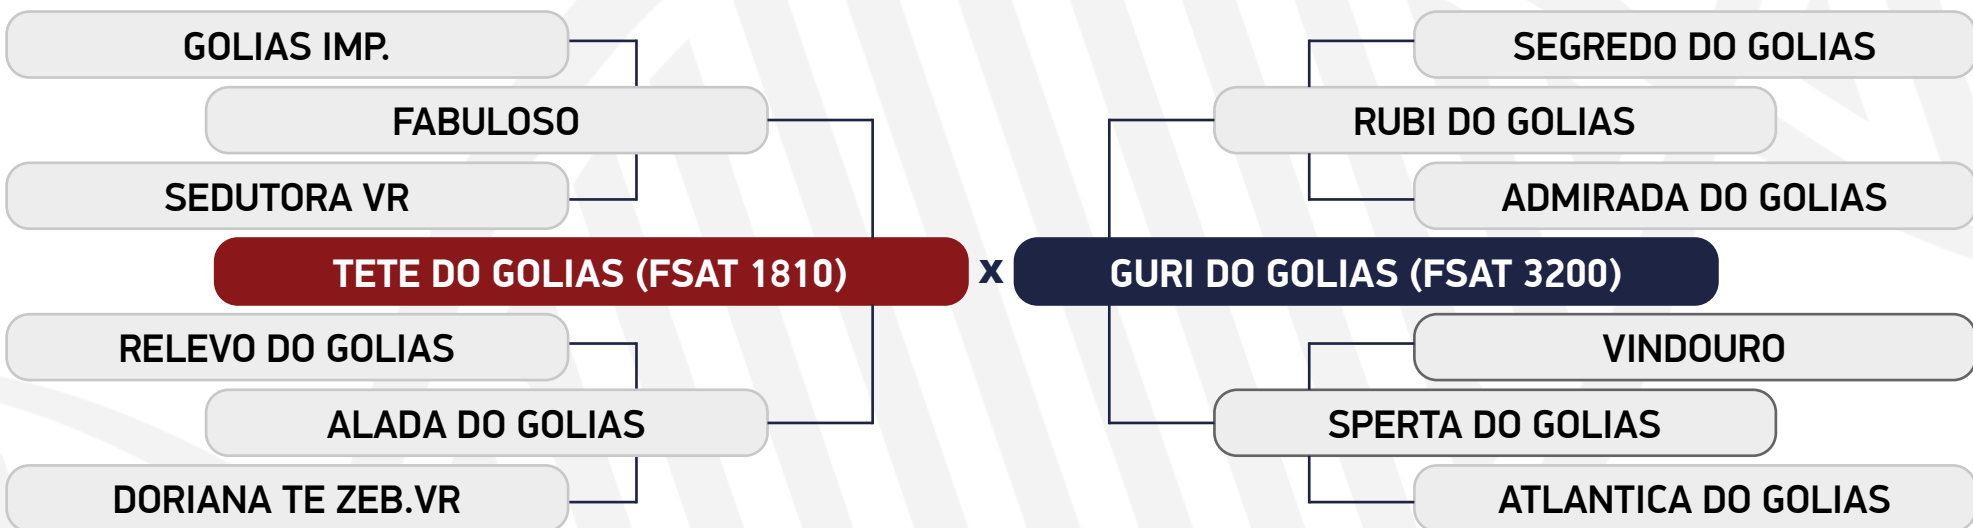 GOLIAS IMP.
SEGREDO DO GOLIAS
FABULOSO
RUBI DO GOLIAS
SEDUTORA VR
ADMIRADA DO GOLIAS
TETE DO GOLIAS (FSAT 1810)
X
GURI DO GOLIAS (FSAT 3200)
RELEVO DO GOLIAS
VINDOURO
ALADA DO GOLIAS
SPERTA DO GOLIAS
DORIANA TE ZEB.VR
ATLANTICA DO GOLIAS